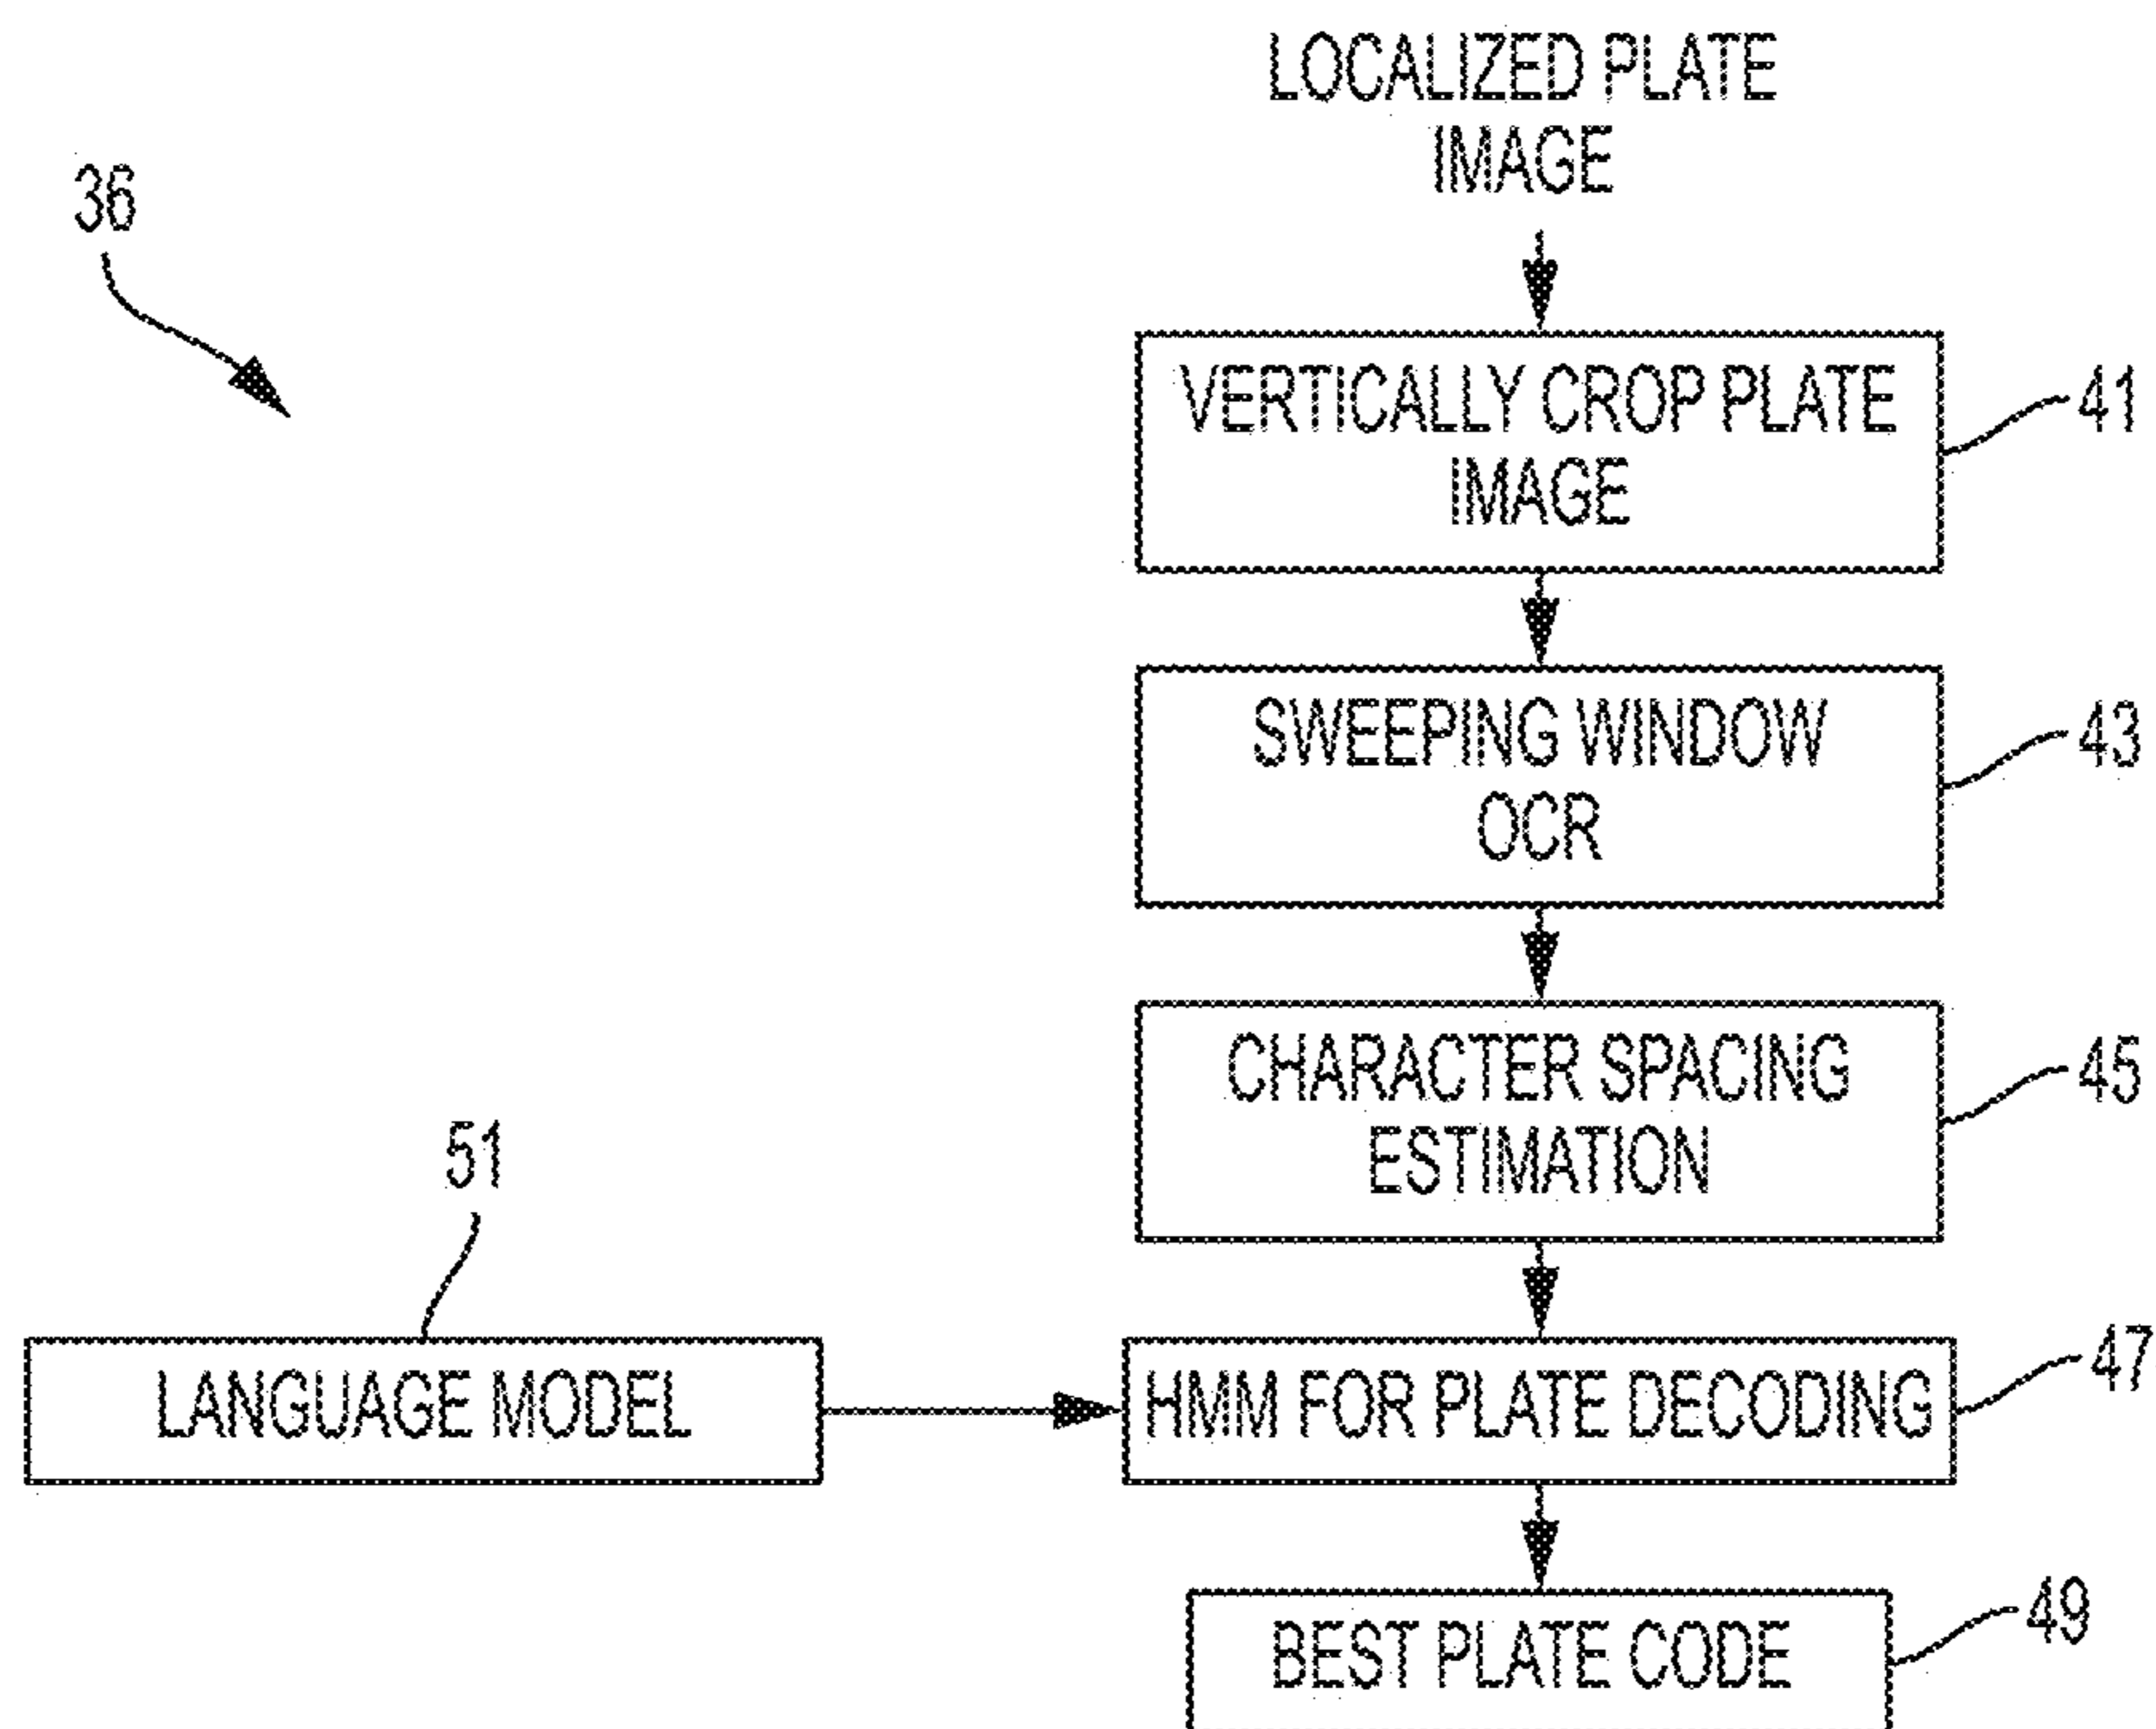 LOCALIZED PLATE
IMAGE
36
VERTICALLY CROP PLATE
IMAGE
41
SWEEPING WINDOW
OCR
43
CHARACTER SPACING
ESTIMATION
45
51
LANGUAGE MODEL
HMM FOR PLATE DECODING
47
BEST PLATE CODE
49